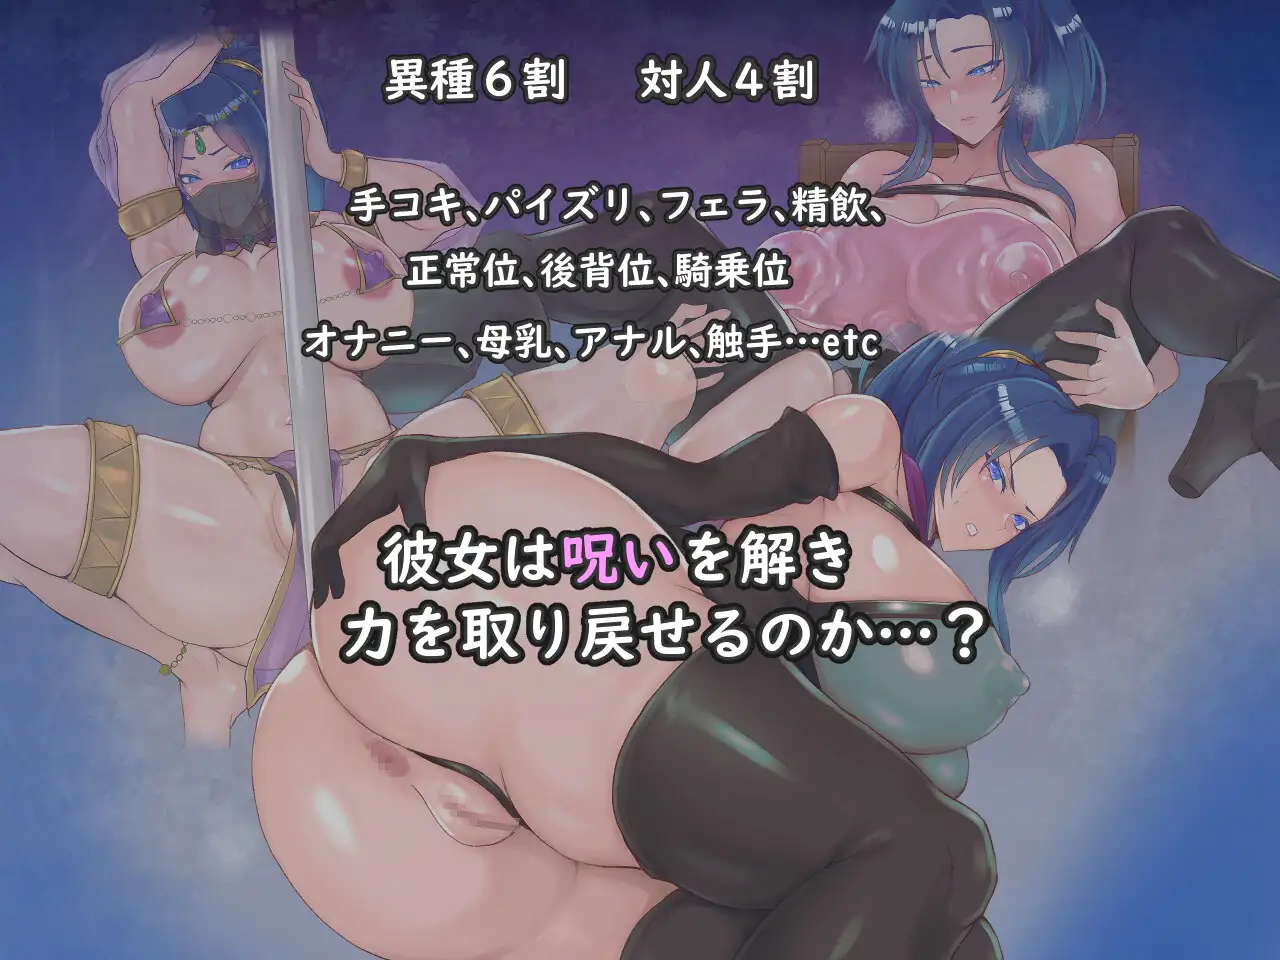 異種６割　対人４割
手コキ、パイズリ、フェラ、精飲、
正常位、後背位、騎乗位
オナニー、母乳、アナル、触手…etc
彼女は呪いを解き
力を取り戻せるのか…？